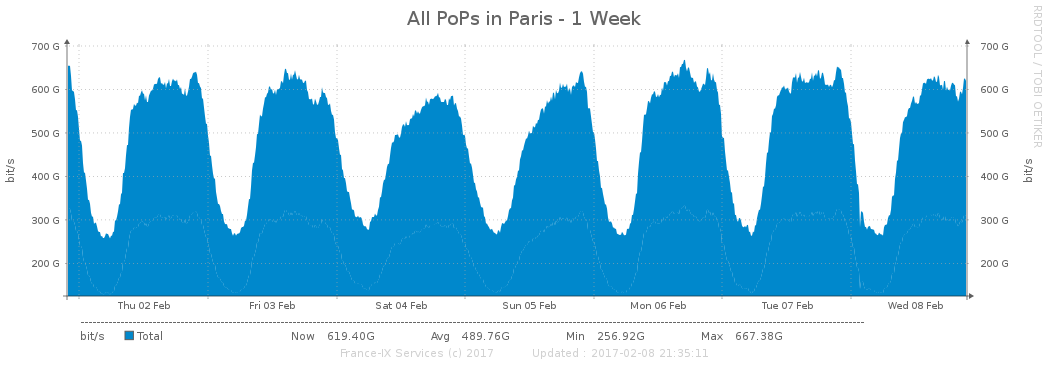 All PoPs in Paris - 1 Week
RRDTOOL / TOBI OETIKER
700 G 700 G
600 G 600 G
500 G 500 G
400 G 400 G
300 G 300 G
200 G 200 G
bit/s bit/s
Thu 02 Feb Fri 03 Feb Sat 04 Feb Sun 05 Feb Mon 06 Feb Tue 07 Feb Wed 08 Feb
bit/s Total Now 619.40G Avg 489.76G Min 256.92G Max 667.38G
France-IX Services (c) 2017 Updated : 2017-02-08 21:35:11